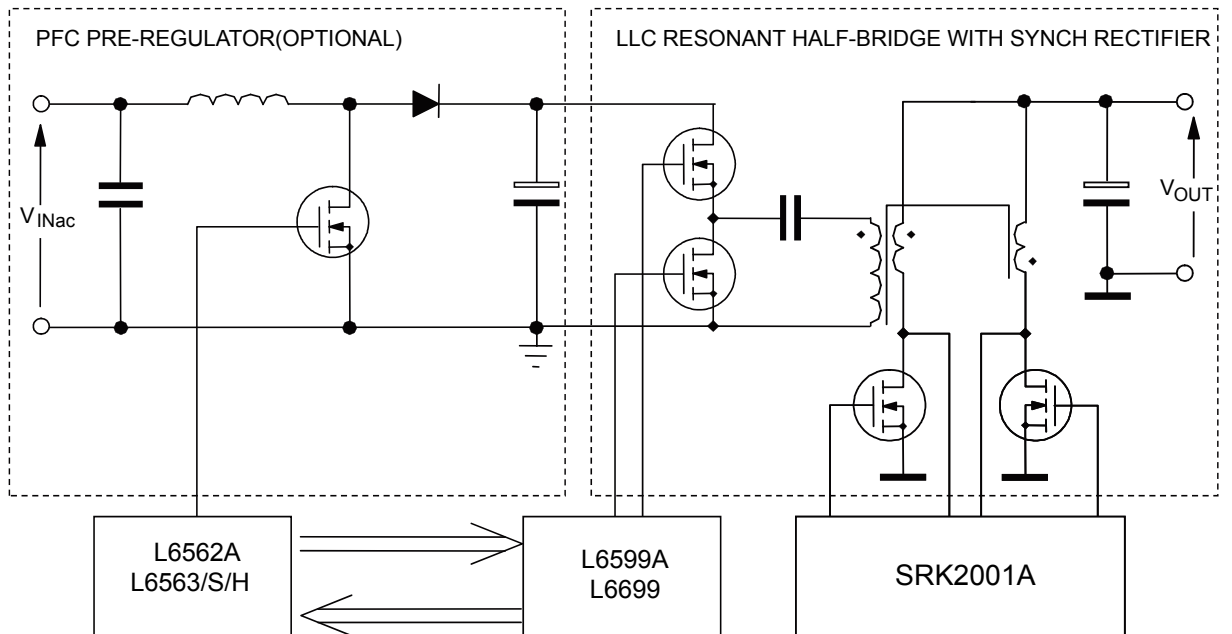 PFC PRE-REGULATOR(OPTIONAL)
LLC RESONANT HALF-BRIDGE WITH SYNCH RECTIFIER
VINac
VOUT
L6562A
L6563/S/H
L6599A
L6699
SRK2001A